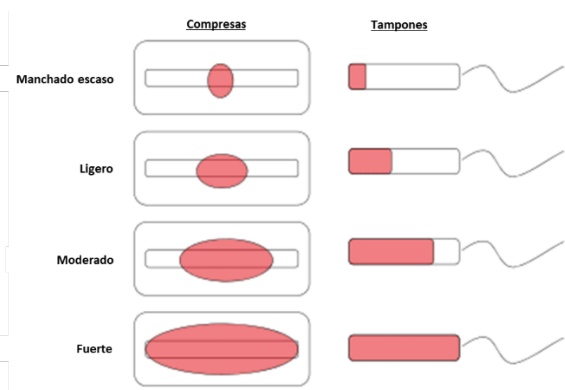 Compresas Tampones
Manchado escaso
Ligero
Moderado
Fuerte